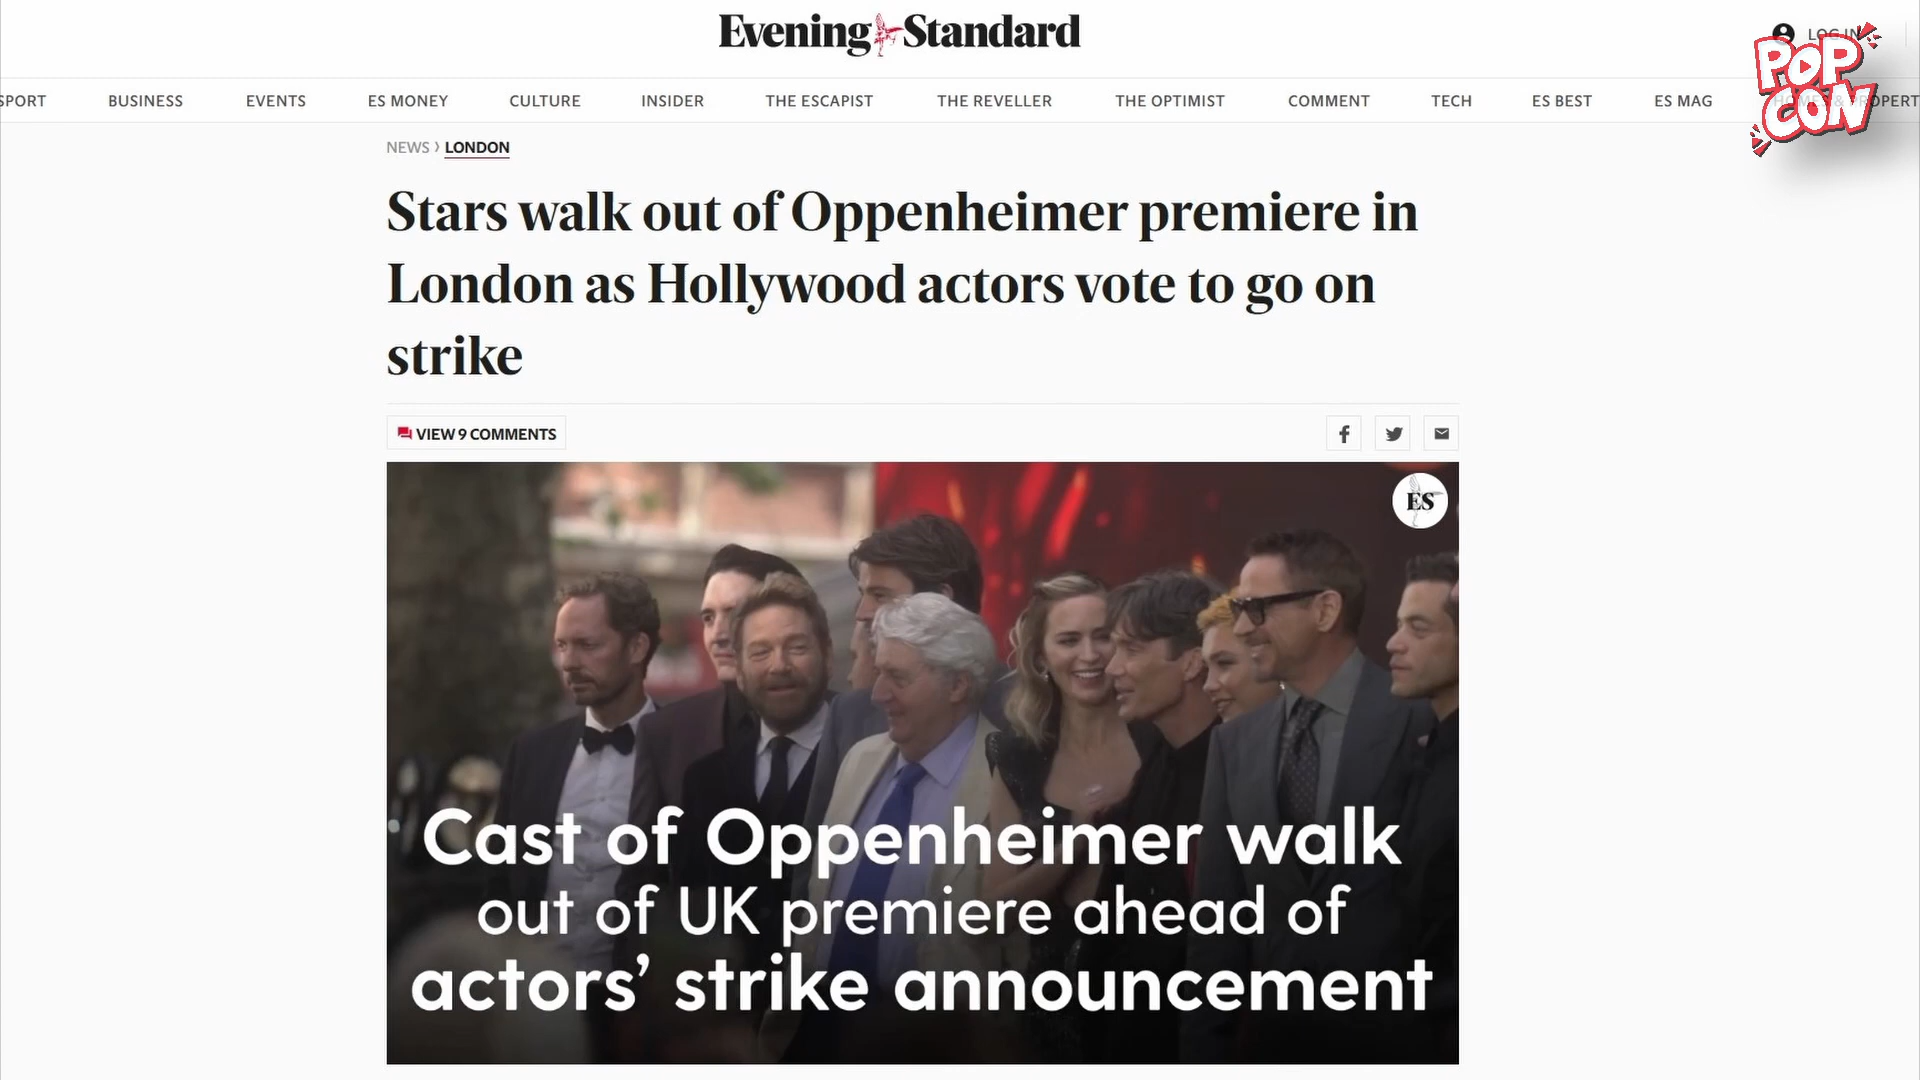 Evening Standard
LOG IN
POP
CON
SPORT BUSINESS EVENTS ES MONEY CULTURE INSIDER THE ESCAPIST THE REVELLER THE OPTIMIST COMMENT TECH ES BEST ES MAG HOMES & PROPERT
NEWS › LONDON
Stars walk out of Oppenheimer premiere in
London as Hollywood actors vote to go on
strike
VIEW 9 COMMENTS
ES
Cast of Oppenheimer walk
out of UK premiere ahead of
actors’ strike announcement